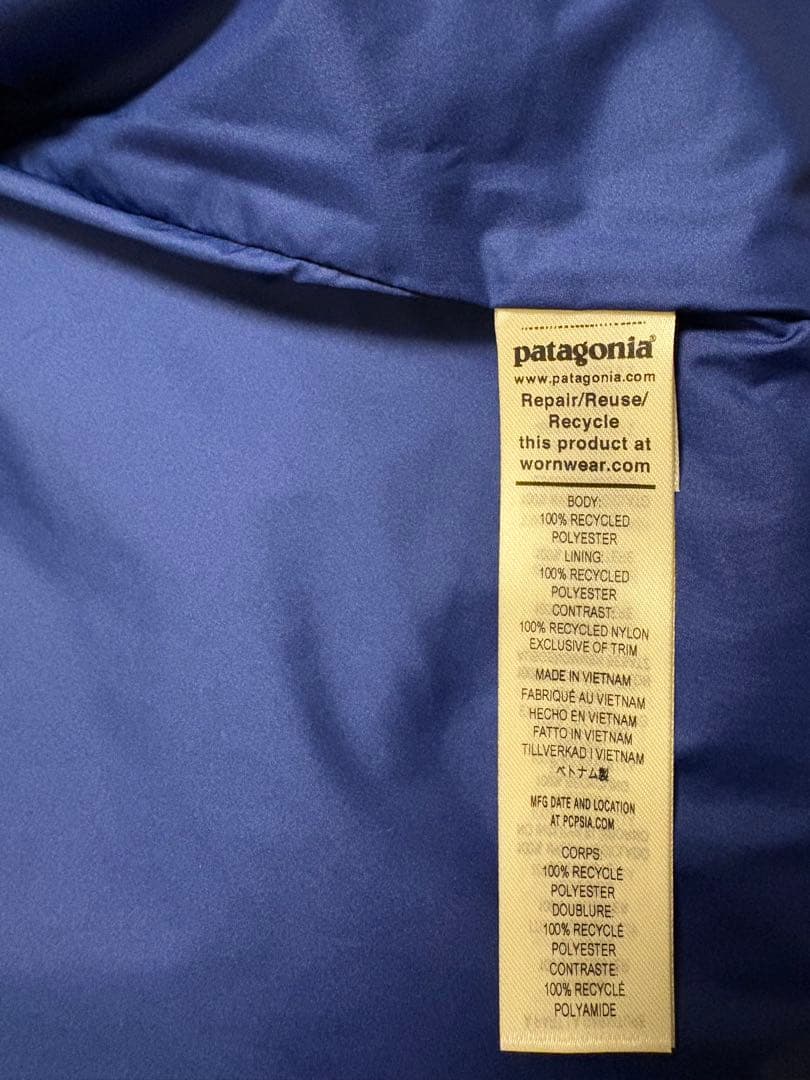 patagonia®
www.patagonia.com
Repair/Reuse/
Recycle
this product at
wornwear.com
BODY:
100% RECYCLED
POLYESTER
LINING:
100% RECYCLED
POLYESTER
CONTRAST:
100% RECYCLED NYLON
EXCLUSIVE OF TRIM
MADE IN VIETNAM
FABRIQUÉ AU VIETNAM
HECHO EN VIETNAM
FATTO IN VIETNAM
TILLVERKAD I VIETNAM
ベトナム製
MFG DATE AND LOCATION
AT PCPSIA.COM
CORPS:
100% RECYCLÉ
POLYESTER
DOUBLURE:
100% RECYCLÉ
POLYESTER
CONTRASTE:
100% RECYCLÉ
POLYAMIDE